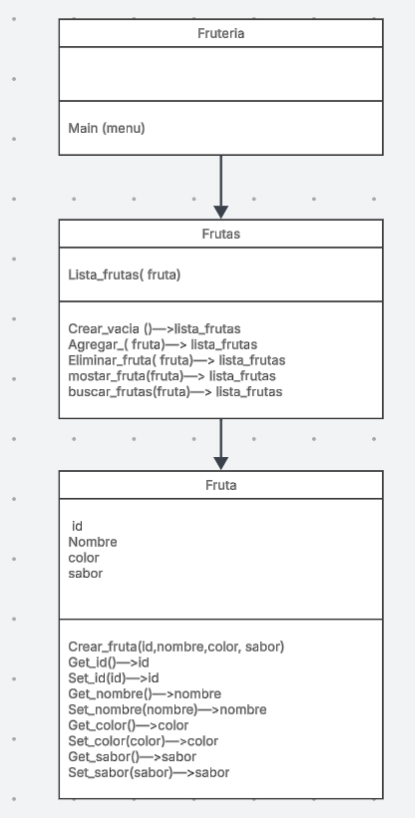 Fruteria
Main (menu)
Frutas
Lista_frutas( fruta)
Crear_vacia ()—>lista_frutas
Agregar_( fruta)—> lista_frutas
Eliminar_fruta( fruta)—> lista_frutas
mostar_fruta(fruta)—> lista_frutas
buscar_frutas(fruta)—> lista_frutas
Fruta
id
Nombre
color
sabor
Crear_fruta(id,nombre,color, sabor)
Get_id()—>id
Set_id(id)—>id
Get_nombre()—>nombre
Set_nombre(nombre)—>nombre
Get_color()—>color
Set_color(color)—>color
Get_sabor()—>sabor
Set_sabor(sabor)—>sabor